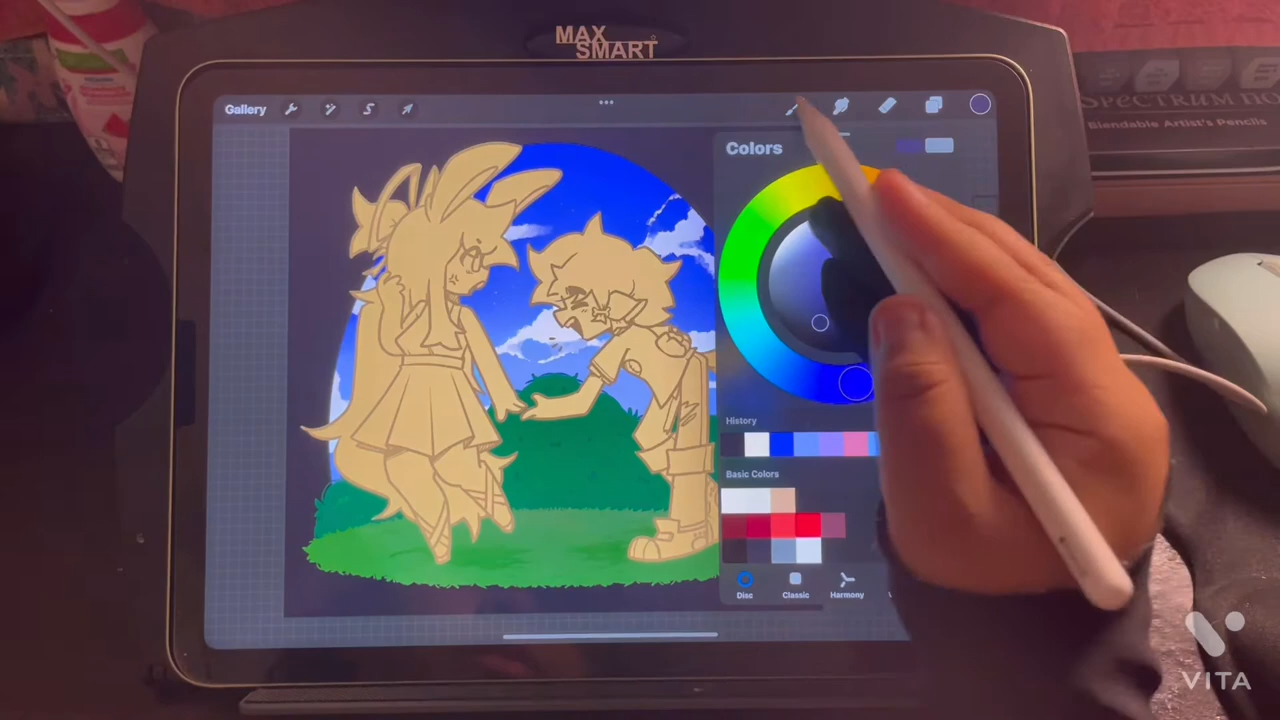 MAX
SMART
Gallery
SPECTRUM NO
Blendable Artist's Pencils
Colors
History
Basic Colors
Disc
Classic
Harmony
VITA